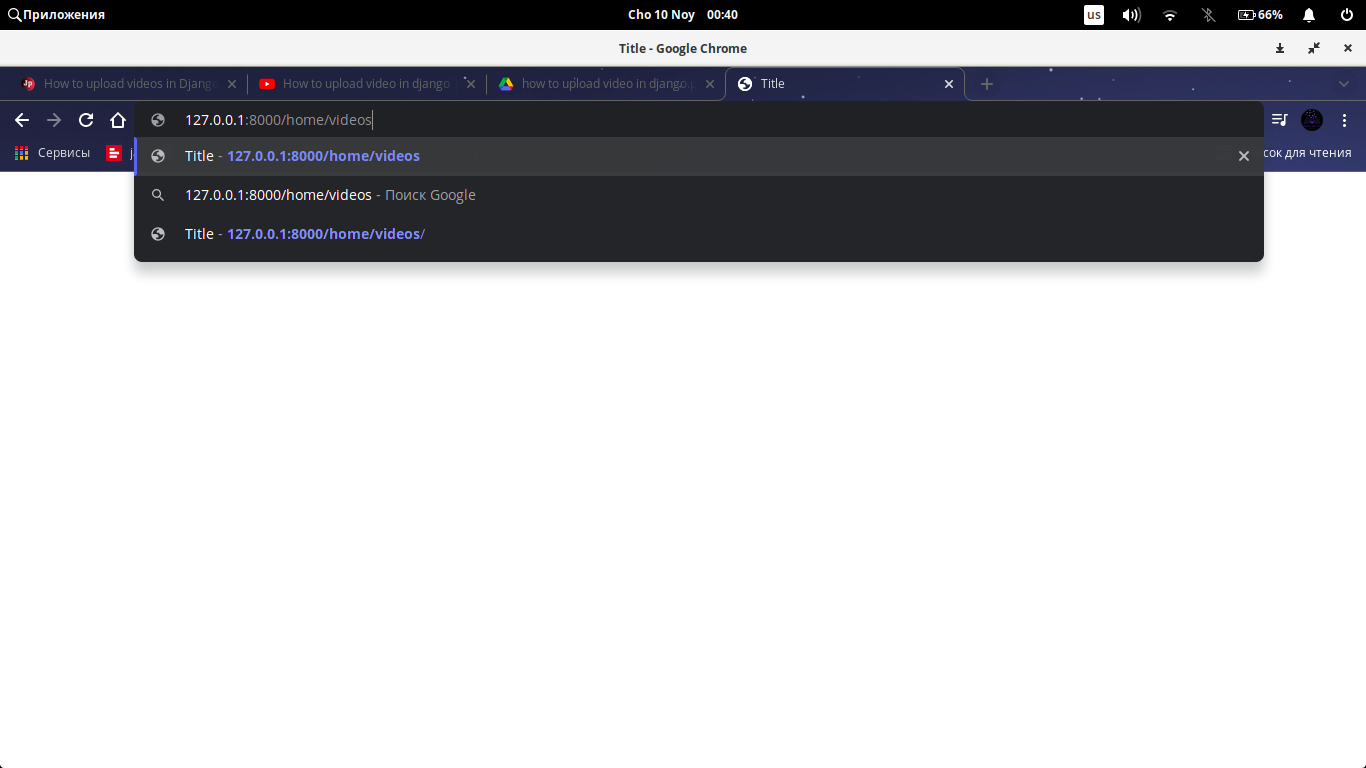 Приложения
Cho 10 Noy 00:40
us
66%
Title - Google Chrome
How to upload videos in Django
How to upload video in django
how to upload video in django.p
Title
127.0.0.1:8000/home/videos
Сервисы
Title - 127.0.0.1:8000/home/videos
сок для чтения
127.0.0.1:8000/home/videos - Поиск Google
Title - 127.0.0.1:8000/home/videos/